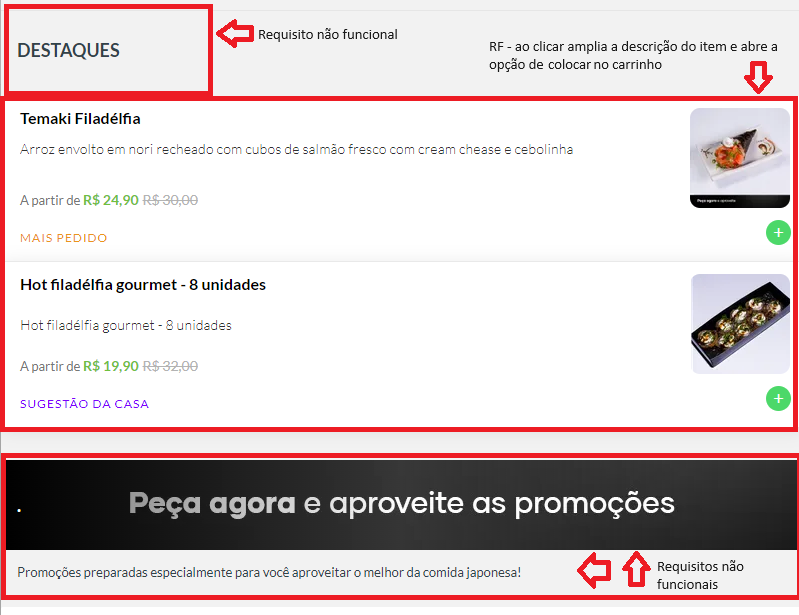 DESTAQUES
Requisito não funcional
RF - ao clicar amplia a descrição do item e abre a
opção de colocar no carrinho
Temaki Filadélfia
Arroz envolto em nori recheado com cubos de salmão fresco com cream chease e cebolinha
A partir de R$ 24,90 R$ 30,00
MAIS PEDIDO
Peça agora e aproveite
+
Hot filadélfia gourmet - 8 unidades
Hot filadélfia gourmet - 8 unidades
A partir de R$ 19,90 R$ 32,00
SUGESTÃO DA CASA
+
Peça agora e aproveite as promoções
Promoções preparadas especialmente para você aproveitar o melhor da comida japonesa!
Requisitos não
funcionais